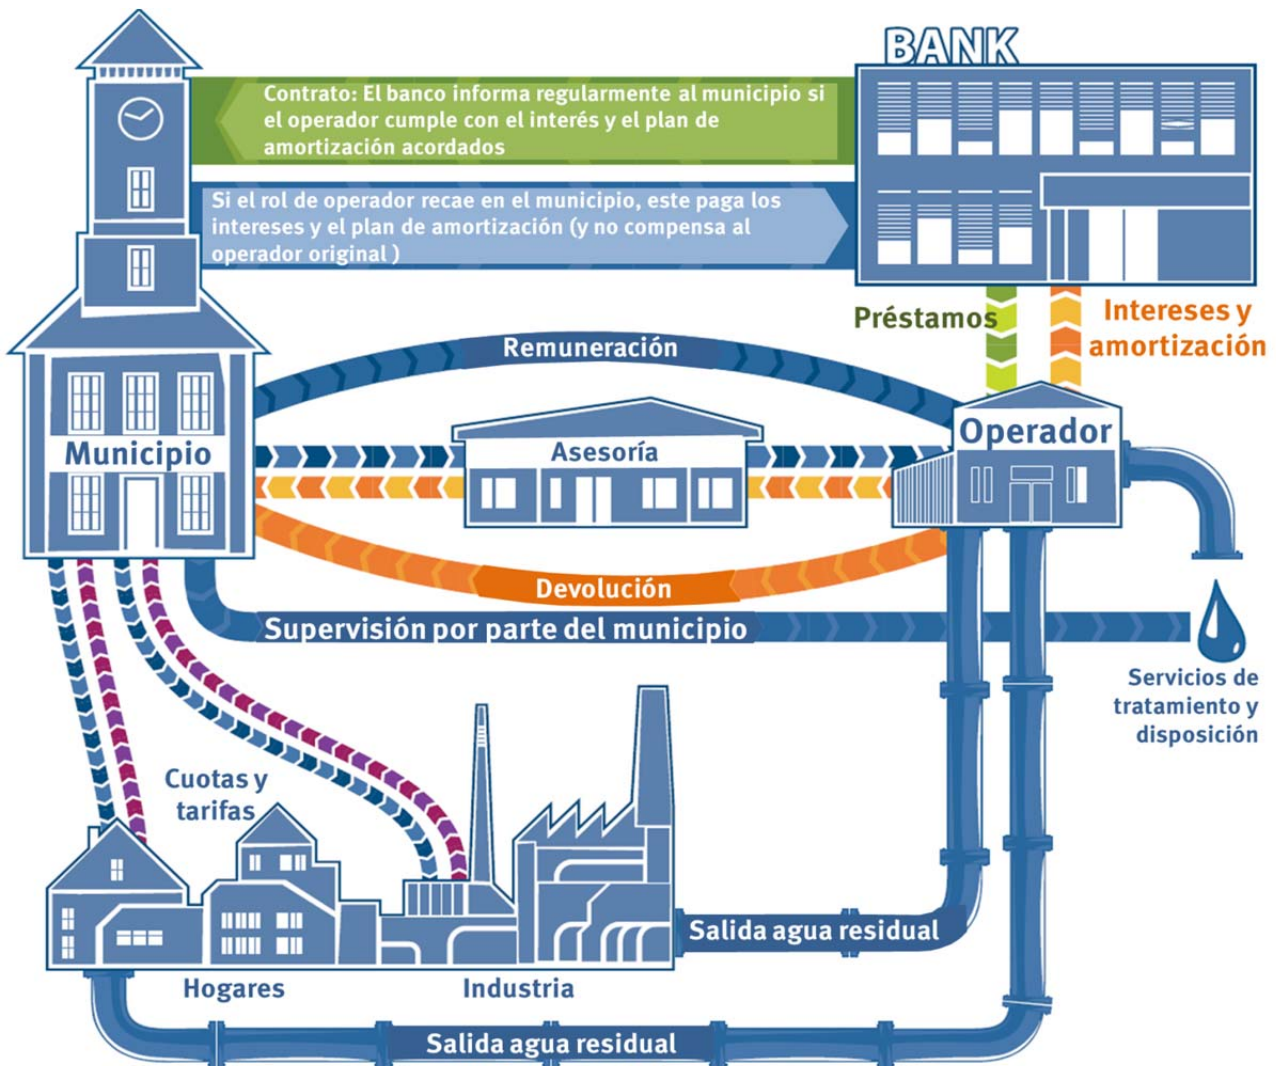 BANK
Contrato: El banco informa regularmente al municipio si
el operador cumple con el interés y el plan de
amortización acordados
Si el rol de operador recae en el municipio, este paga los
intereses y el plan de amortización (y no compensa al
operador original )
Préstamos
Intereses y
amortización
Remuneración
Municipio
Asesoría
Operador
Devolución
Supervisión por parte del municipio
Servicios de
tratamiento y
disposición
Cuotas y
tarifas
Salida agua residual
Hogares
Industria
Salida agua residual